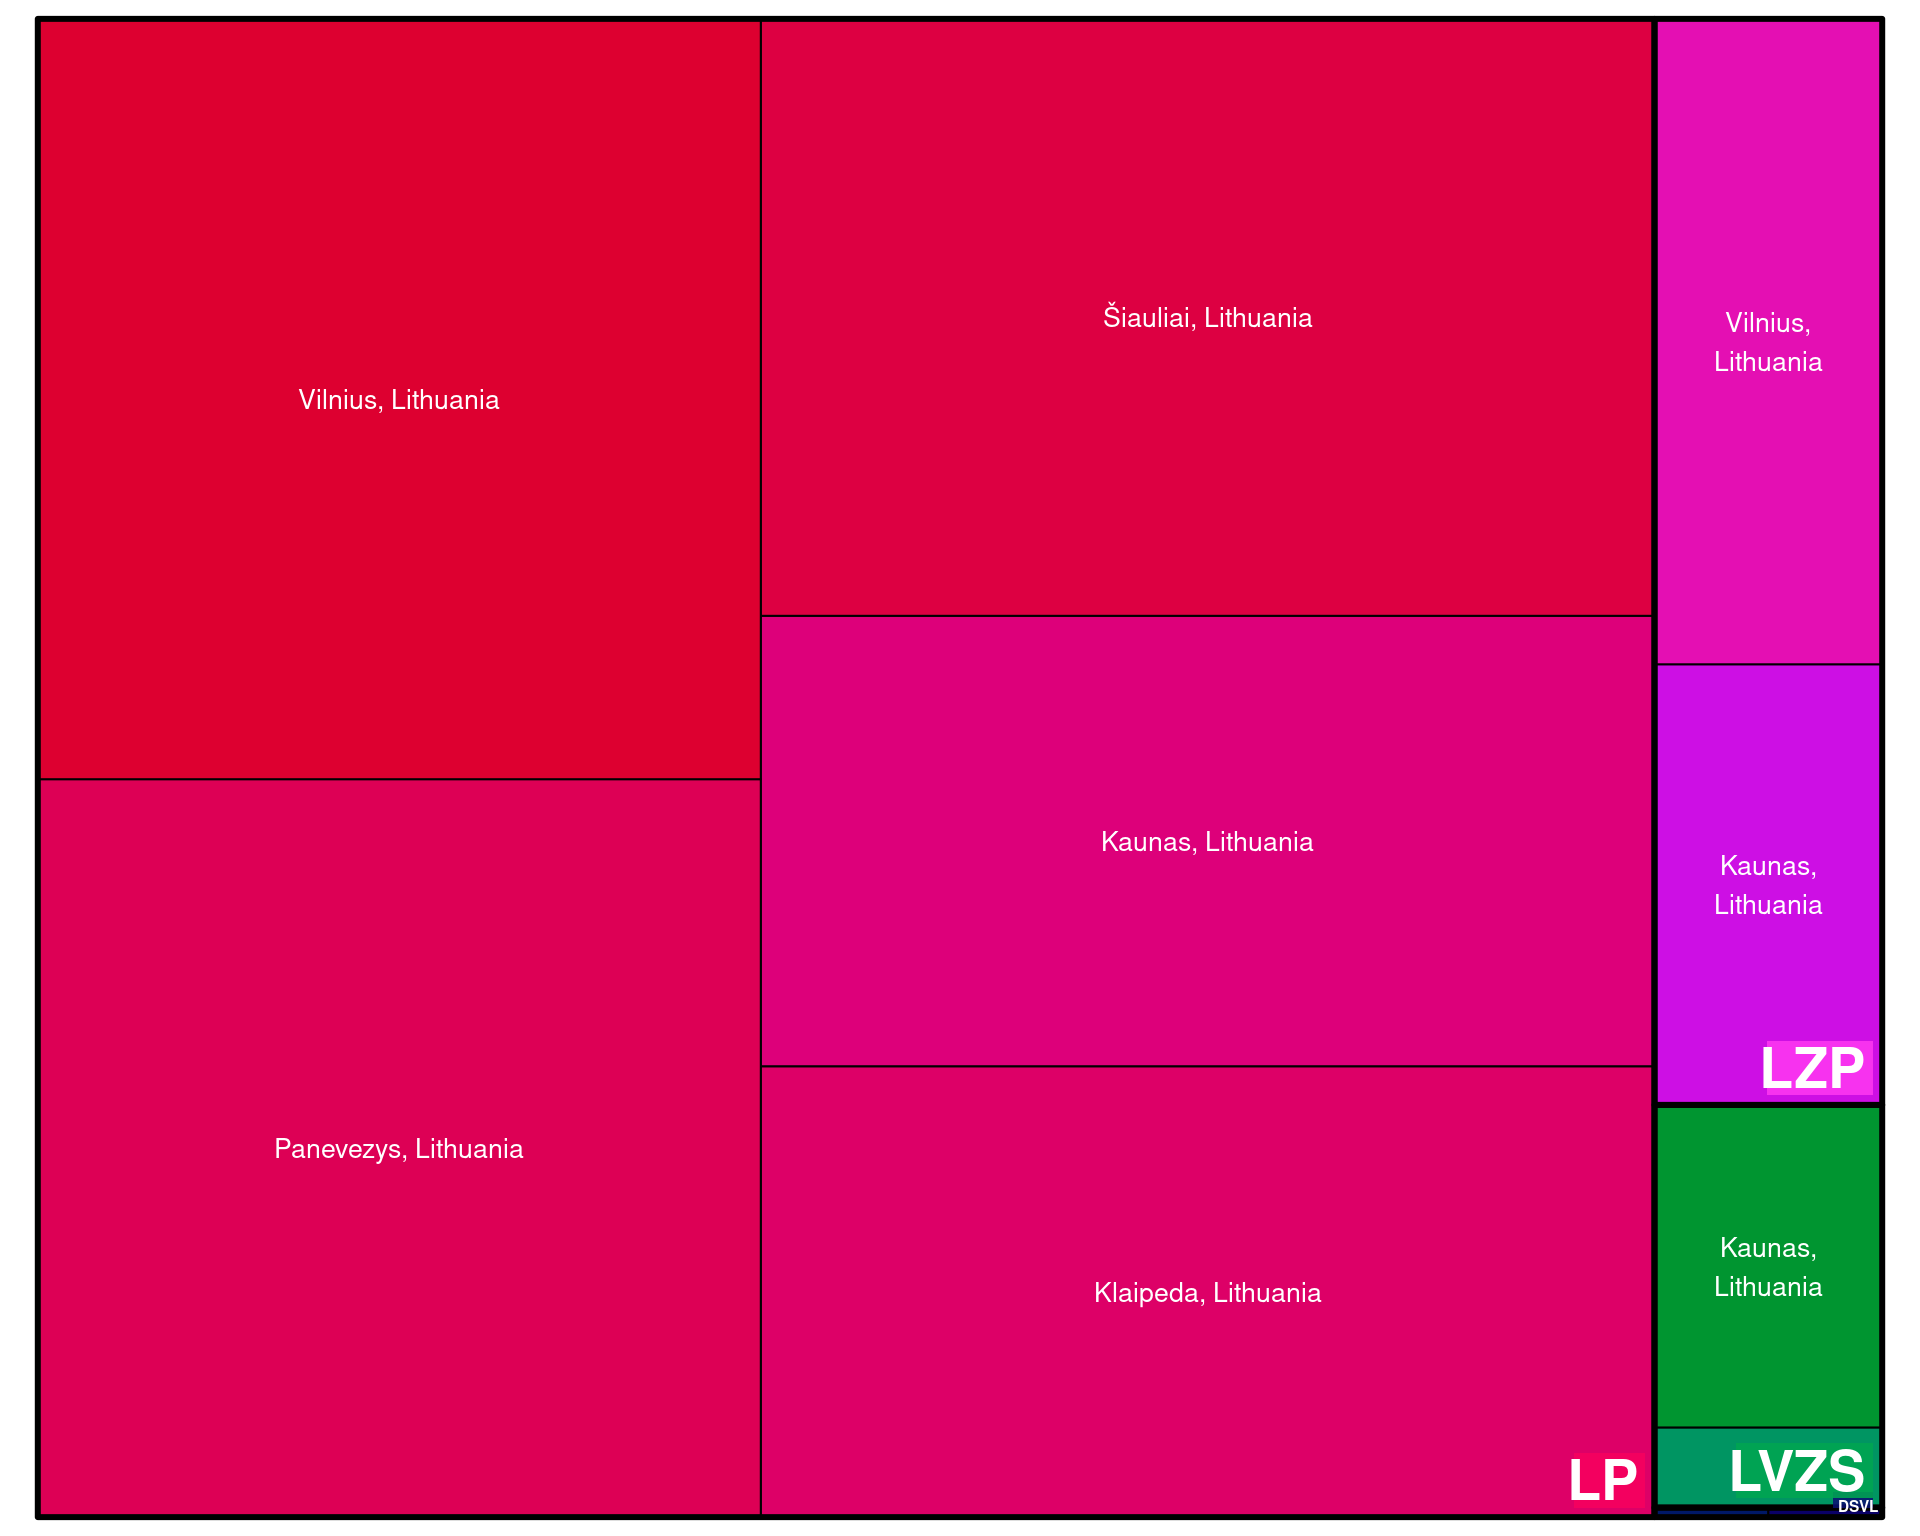 Vilnius, Lithuania
Panevezys, Lithuania
Šiauliai, Lithuania
Kaunas, Lithuania
Klaipeda, Lithuania
LP
Vilnius,
Lithuania
Kaunas,
Lithuania
LZP
Kaunas,
Lithuania
LVZS
DSVL